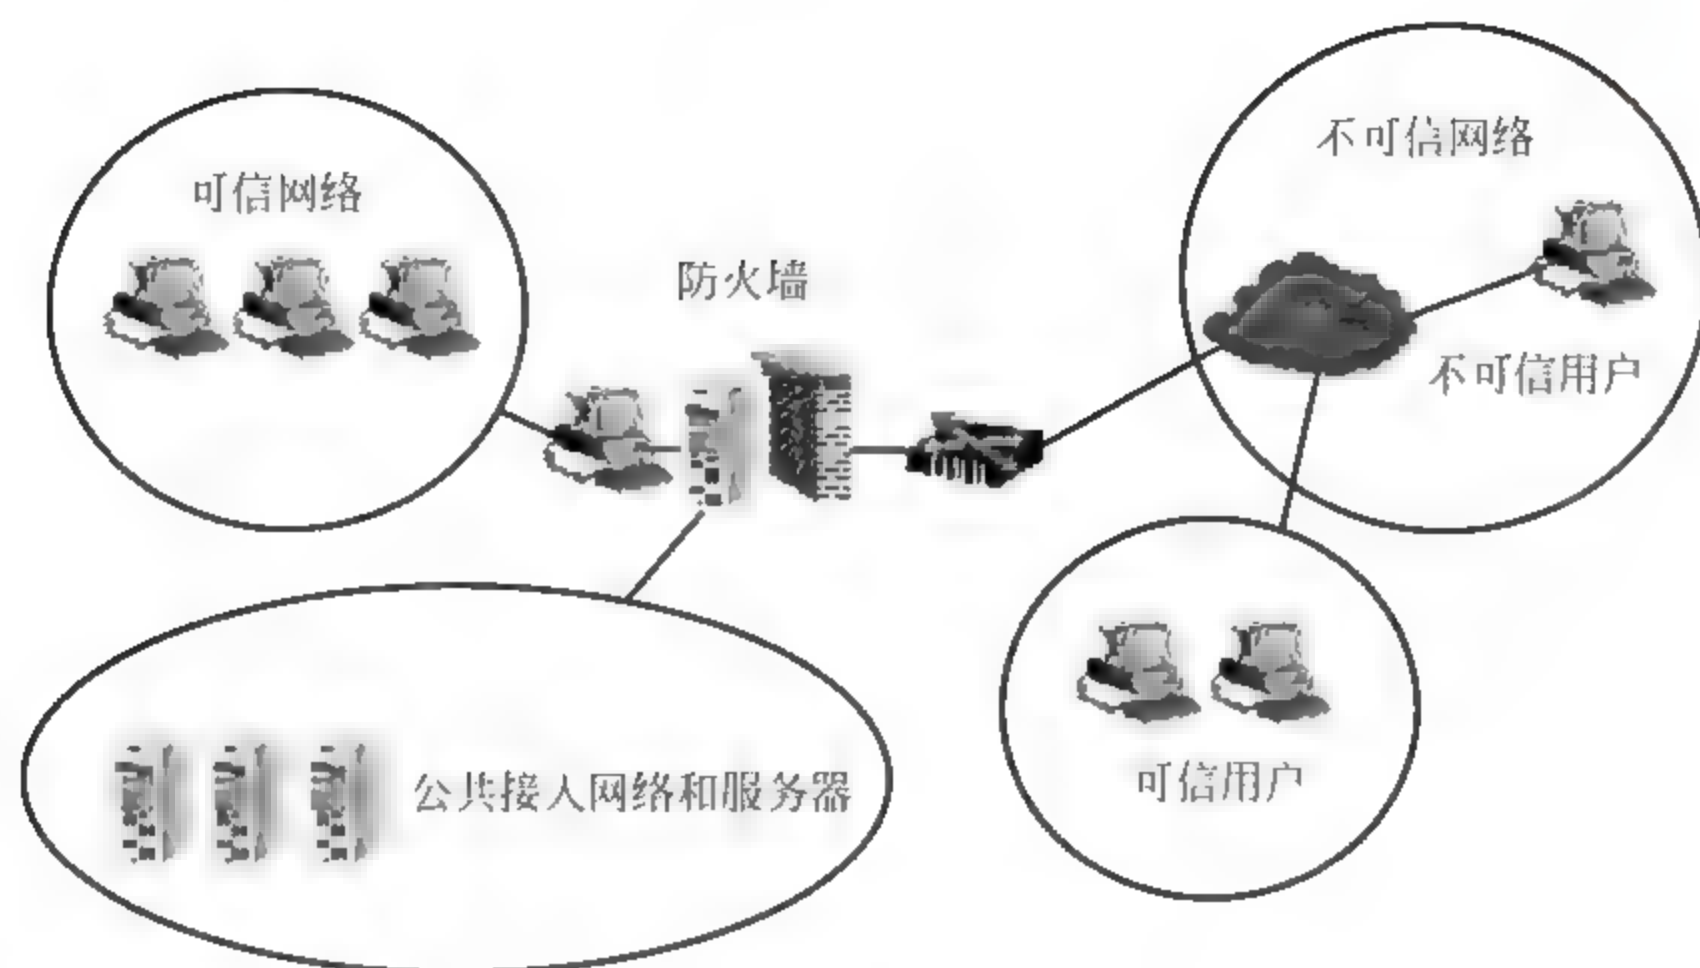 可信网络
防火墙
不可信网络
不可信用户
公共接入网络和服务器
可信用户